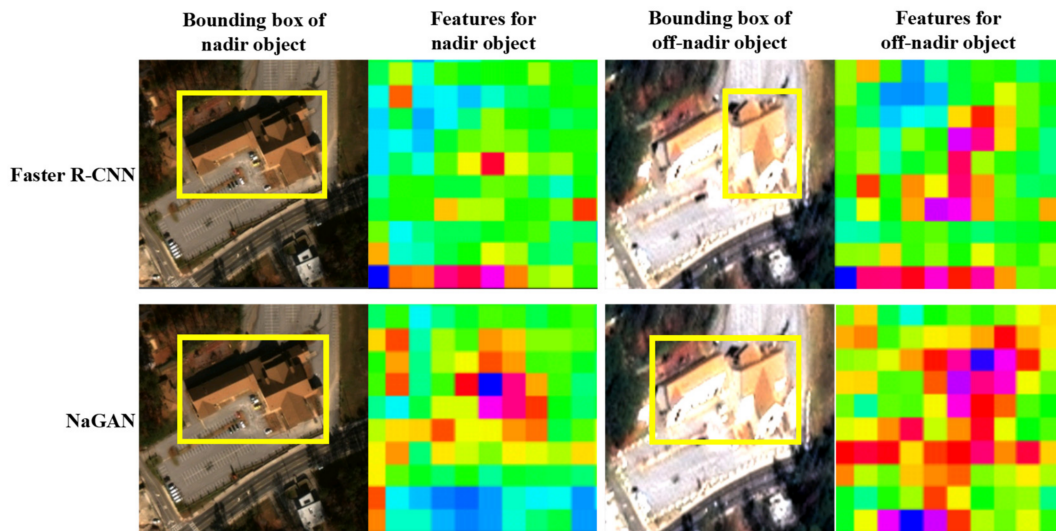 Bounding box of
nadir object
Features for
nadir object
Bounding box of
off-nadir object
Features for
off-nadir object
Faster R-CNN
NaGAN